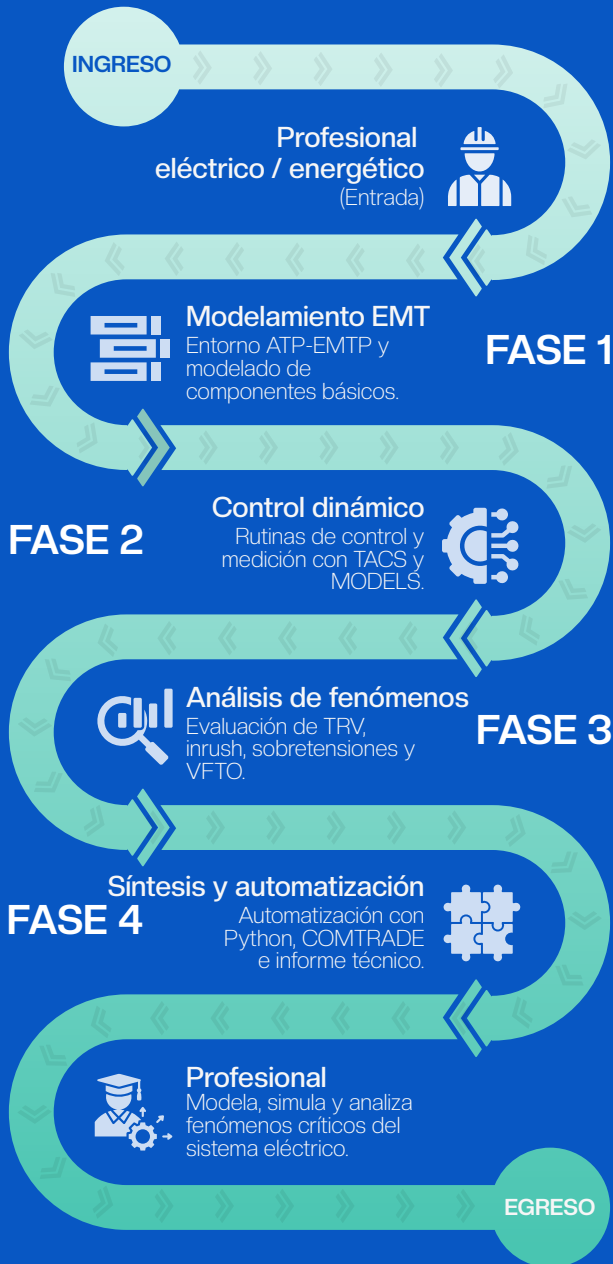 INGRESO
Profesional
eléctrico / energético
(Entrada)
Modelamiento EMT
Entorno ATP-EMTP y
modelado de
componentes básicos.
FASE 1
Control dinámico
Rutinas de control y
medición con TACS y
MODELS.
FASE 2
Análisis de fenómenos
Evaluación de TRV,
inrush, sobretensiones y
VFTO.
FASE 3
Síntesis y automatización
Automatización con
Python, COMTRADE
e informe técnico.
FASE 4
Profesional
Modela, simula y analiza
fenómenos críticos del
sistema eléctrico.
EGRESO